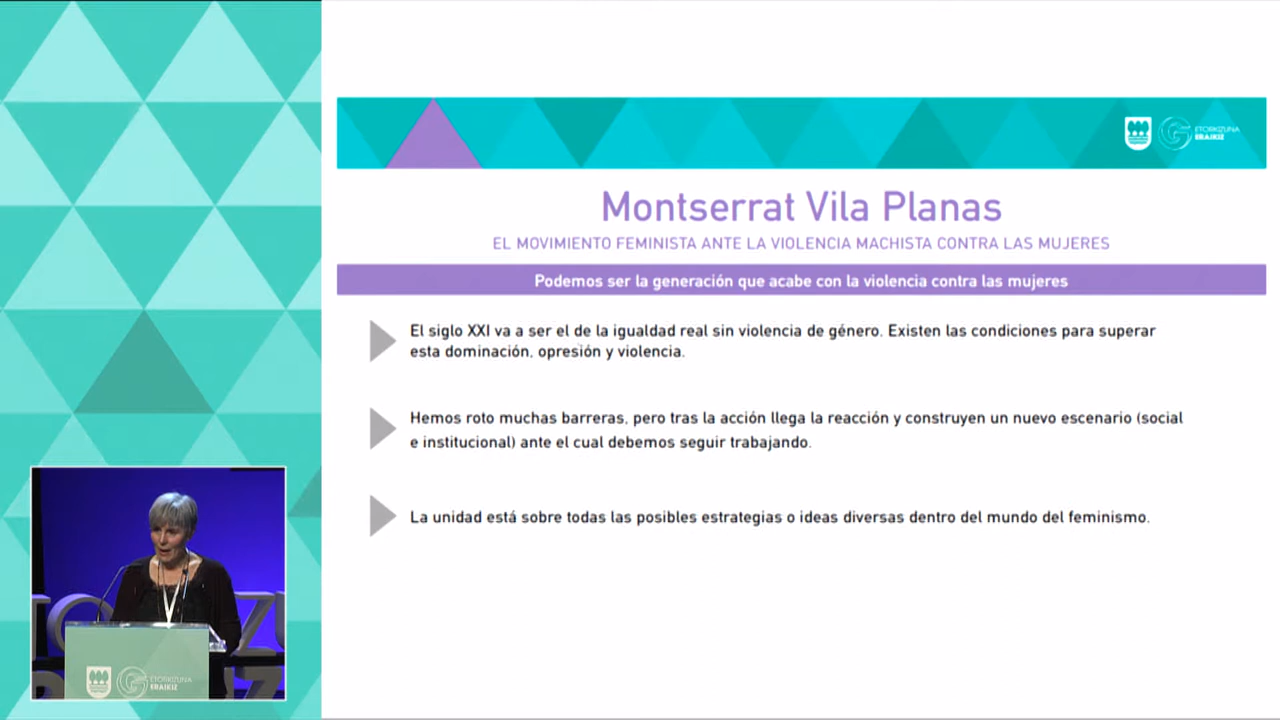 ETORKIZUNA
ERAIKIZ
Montserrat Vila Planas
EL MOVIMIENTO FEMINISTA ANTE LA VIOLENCIA MACHISTA CONTRA LAS MUJERES
Podemos ser la generación que acabe con la violencia contra las mujeres
El siglo XXI va a ser el de la igualdad real sin violencia de género. Existen las condiciones para superar
esta dominación, opresión y violencia.
Hemos roto muchas barreras, pero tras la acción llega la reacción y construyen un nuevo escenario (social
e institucional) ante el cual debemos seguir trabajando.
La unidad está sobre todas las posibles estrategias o ideas diversas dentro del mundo del feminismo.
ETORKIZUNA
ERAIKIZ